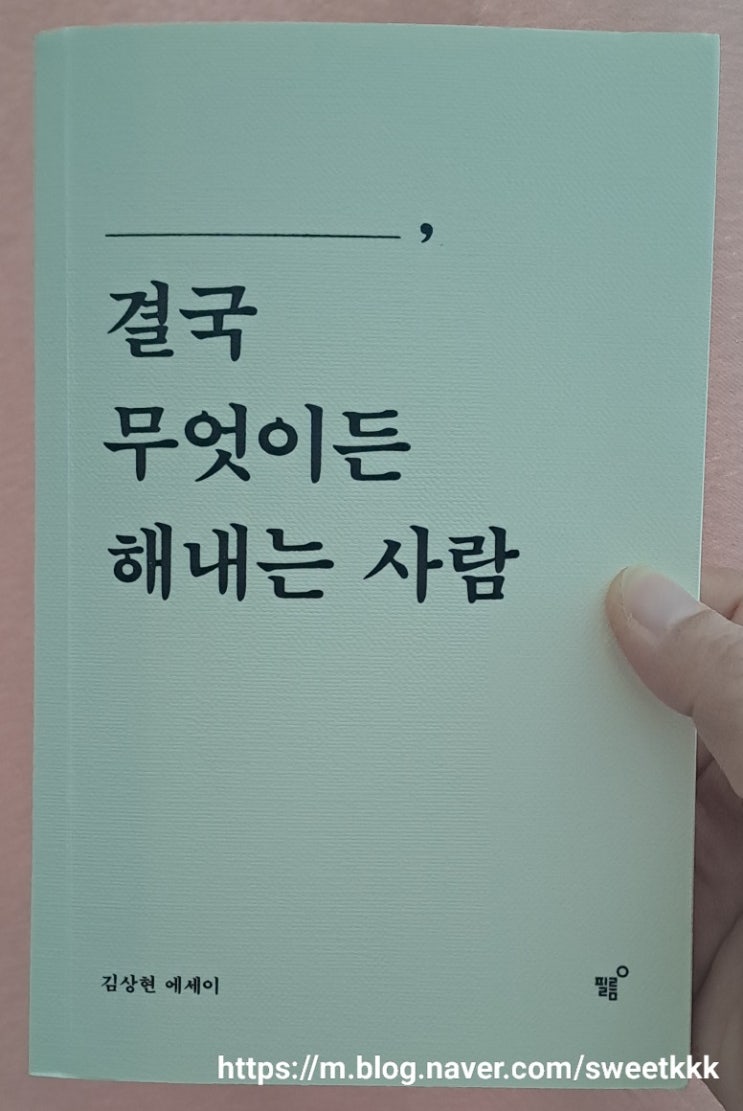 __________,
결국
무엇이든
해내는 사람
김상현 에세이
필름
https://m.blog.naver.com/sweetkkk